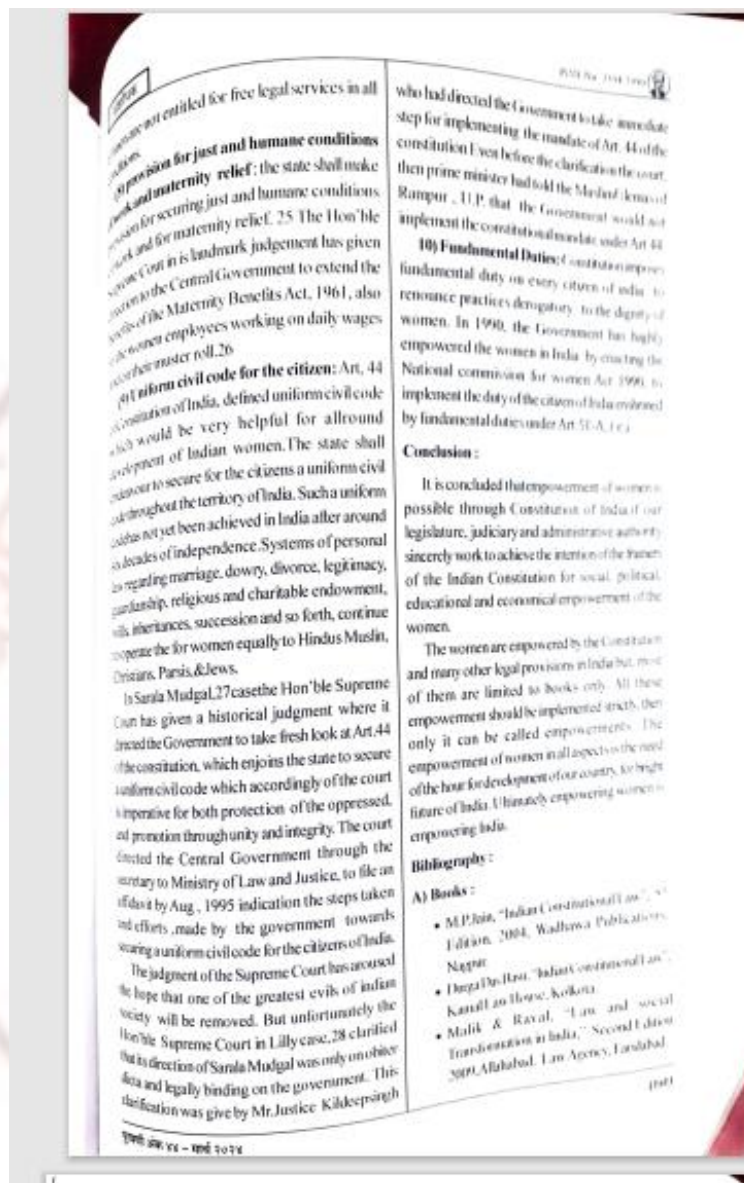 not entitled for free legal services in all
provision for just and humane conditions
and maternity relief: the state shall make
for securing just and humane conditions
and for maternity relief. 25 The Hon'ble
Cout in is landmark judgement has given
to the Central Government to extend the
of the Maternity Benefits Act, 1961, also
women employees working on daily wages
their muster roll.26
Uniform civil code for the citizen: Art, 44
of India, defined uniform civil code
would be very helpful for allround
of Indian women.The state shall
to secure for the citizens a uniform civil
throughout the territory of India. Such a uniform
has not yet been achieved in India after around
decades of independence.Systems of personal
regarding marriage, dowry, divorce, legitimacy,
religious and charitable endowment,
inheritances, succession and so forth, continue
the for women equally to Hindus Muslin,
Parsis,&Jews.
In Sarala Mudgal,27casethe Hon'ble Supreme
Court has given a historical judgment where it
directed the Government to take fresh look at Art.44
of the constitution, which enjoins the state to secure
a uniform civil code which accordingly of the court
is imperative for both protection of the oppressed,
and promotion through unity and integrity. The court
directed the Central Government through the
secretary to Ministry of Law and Justice, to file an
affidavit by Aug , 1995 indication the steps taken
and efforts ,made by the government towards
securing a uniform civil code for the citizens of India.
The judgment of the Supreme Court has aroused
the hope that one of the greatest evils of indian
society will be removed. But unfortunately the
Hon'ble Supreme Court in Lilly case, 28 clarified
that its direction of Sarala Mudgal was only on obiter
dicta and legally binding on the government. This
clarification was give by Mr.Justice Kildeepsingh
अंक ४४ – मार्च २०२४
who had directed the Government to take immediate
step for implementing the mandate of Art. 44 of the
constitution Even before the clarification the court,
then prime minister had told the of
Rampur , U.P. that the Government would not
implement the constitutional mandate under Art 44
10) Fundamental Duties: Constitution imposes
fundamental duty on every citizen of india to
renounce practices derogatory to the dignity of
women. In 1990, the Government has highly
empowered the women in India by enacting the
National commission for women Act 1990, to
implement the duty of the citizen of India enshrined
by fundamental duties under Art 51-A,
Conclusion :
It is concluded that empowerment of women is
possible through Constitution of India if our
legislature, judiciary and administrative authority
sincerely work to achieve the intention of the framers
of the Indian Constitution for social, political,
educational and economical empowerment of the
women.
The women are empowered by the Constitution
and many other legal provisions in India but, most
of them are limited to books only. All these
empowerment should be implemented strictly, then
only it can be called empowerments. The
empowerment of women in all aspects is the need
of the hour for development of our country, for bright
future of India. Ultimately empowering women is
empowering India.
Bibliography :
A) Books :
• M.P.Jain, "Indian Constitutional Law",
Edition, 2004, Wadhawa Publications,
Nagpur
• Durga Das Basu, "Indian Constitutional Law",
Kamal Law House, Kolkota
• Malik & Raval, "Law and social
Transformation in India," Second Edition
2009,Allahabad, Law Agency, Faridabad.